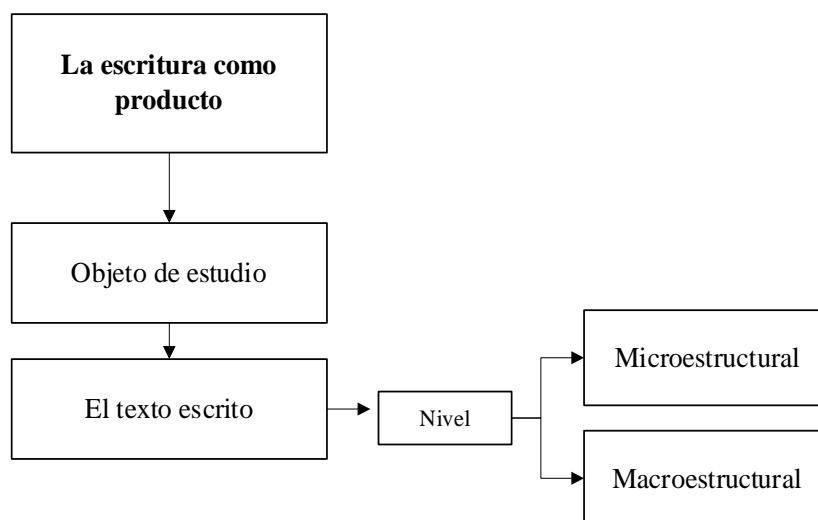 La escritura como
producto
Objeto de estudio
El texto escrito
Nivel
Microestructural
Macroestructural